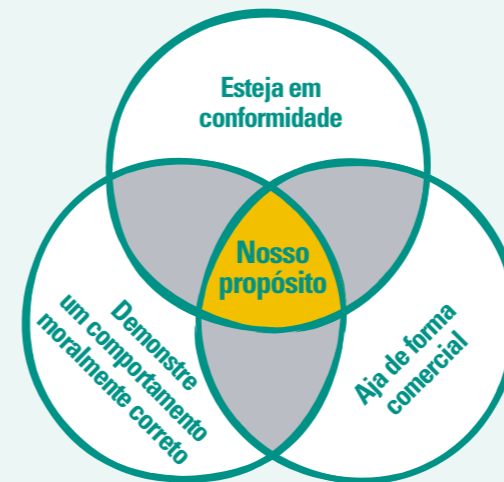 Esteja em
conformidade
Nosso
propósito
Demonstre
um comportamento
moralmente correto
Aja de forma
comercial